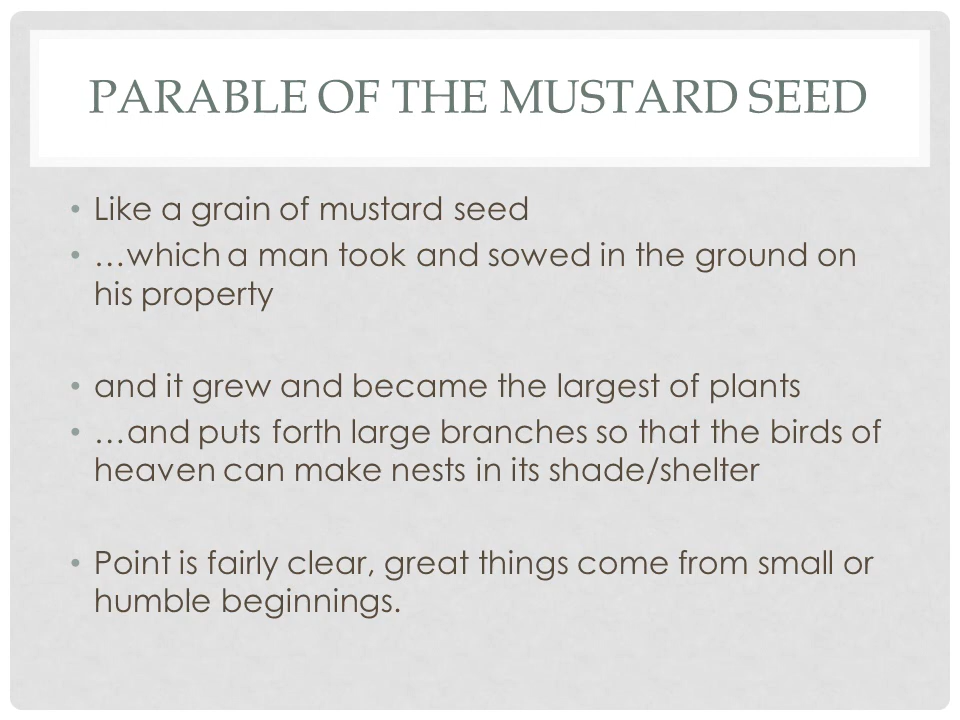 PARABLE OF THE MUSTARD SEED
• Like a grain of mustard seed
• …which a man took and sowed in the ground on
his property
• and it grew and became the largest of plants
• …and puts forth large branches so that the birds of
heaven can make nests in its shade/shelter
• Point is fairly clear, great things come from small or
humble beginnings.